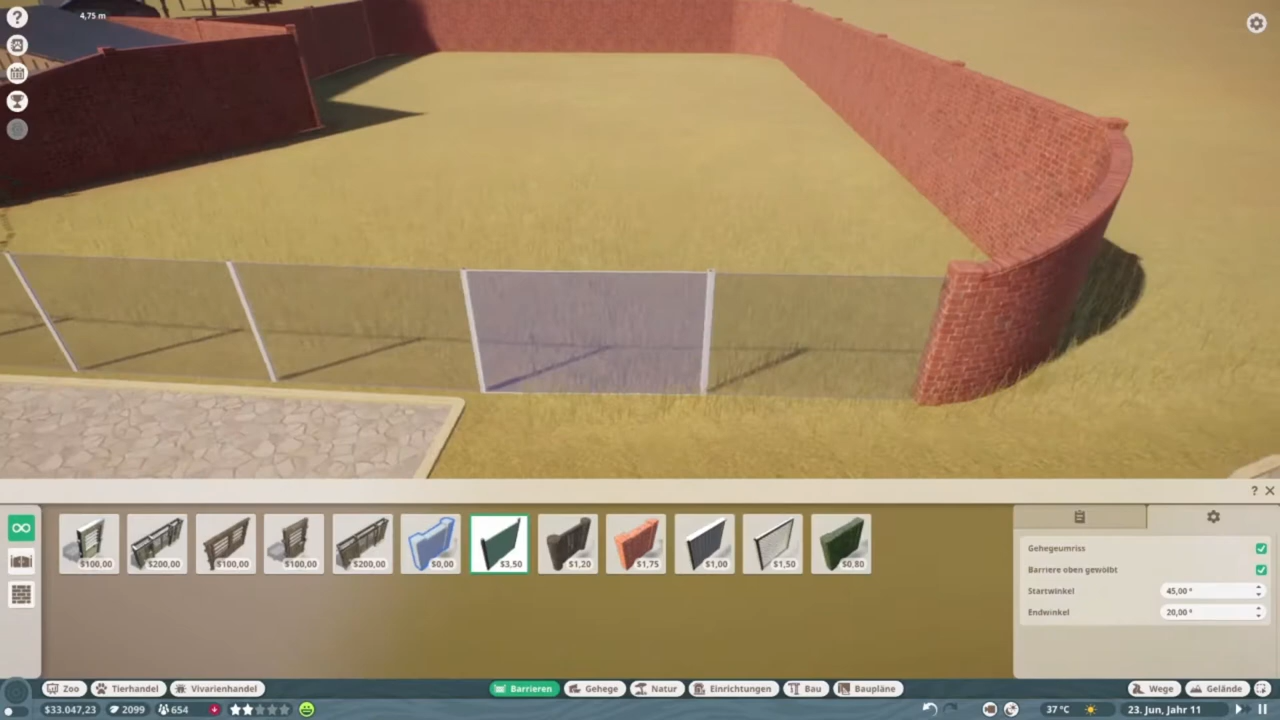 ?
4,75 m
? ×
$100,00 $200,00 $100,00 $100,00 $200,00 $0,00 $3,50 $1,20 $1,75 $1,00 $1,50 $0,80
Gehegeumriss
Barriere oben gewölbt
Startwinkel 45,00 °
Endwinkel 20,00 °
Zoo Tierhandel Vivarienhandel Barrieren Gehege Natur Einrichtungen Bau Baupläne Wege Gelände
$33.047,23 2099 654 37 °C 23. Jun, Jahr 11